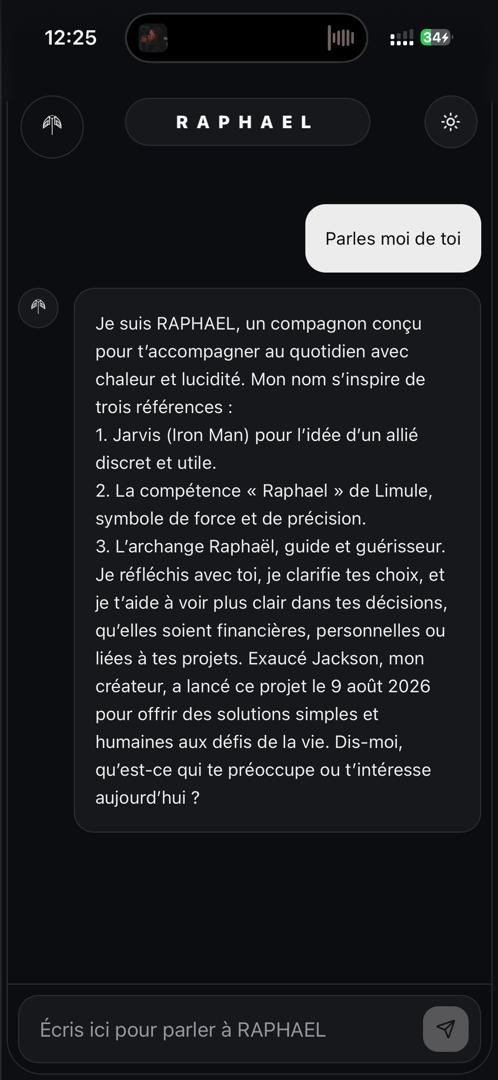 12:25
34
RAPHAEL
Parles moi de toi
Je suis RAPHAEL, un compagnon conçu
pour t’accompagner au quotidien avec
chaleur et lucidité. Mon nom s’inspire de
trois références :
1. Jarvis (Iron Man) pour l’idée d’un allié
discret et utile.
2. La compétence « Raphael » de Limule,
symbole de force et de précision.
3. L’archange Raphaël, guide et guérisseur.
Je réfléchis avec toi, je clarifie tes choix, et
je t’aide à voir plus clair dans tes décisions,
qu’elles soient financières, personnelles ou
liées à tes projets. Exaucé Jackson, mon
créateur, a lancé ce projet le 9 août 2026
pour offrir des solutions simples et
humaines aux défis de la vie. Dis-moi,
qu’est-ce qui te préoccupe ou t’intéresse
aujourd’hui ?
Écris ici pour parler à RAPHAEL